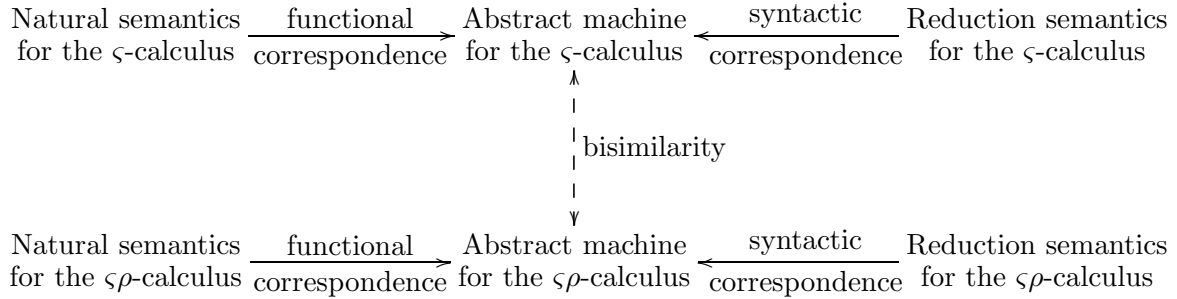 Natural semantics
for the ς-calculus
functional
correspondence
Abstract machine
for the ς-calculus
syntactic
correspondence
Reduction semantics
for the ς-calculus
bisimilarity
Natural semantics
for the ςρ-calculus
functional
correspondence
Abstract machine
for the ςρ-calculus
syntactic
correspondence
Reduction semantics
for the ςρ-calculus